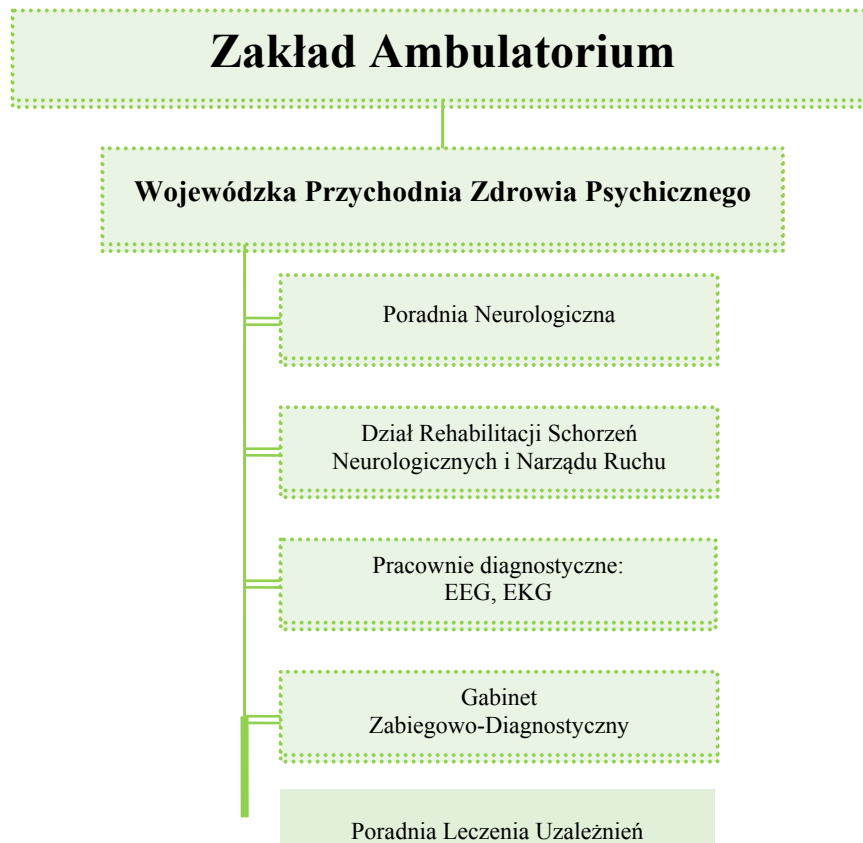 Zakład Ambulatorium
Wojewódzka Przychodnia Zdrowia Psychicznego
Poradnia Neurologiczna
Dział Rehabilitacji Schorzeń
Neurologicznych i Narządu Ruchu
Pracownie diagnostyczne:
EEG, EKG
Gabinet
Zabiegowo-Diagnostyczny
Poradnia Leczenia Uzależnień